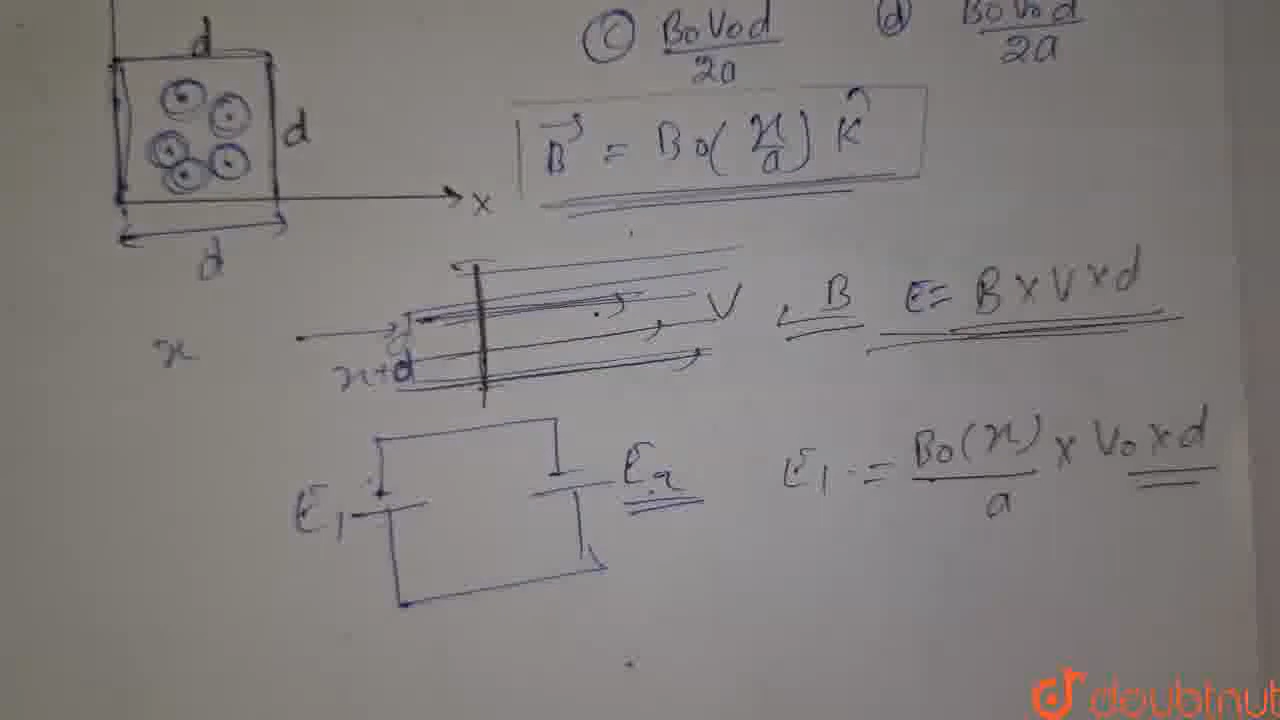 d
ⓒ B₀V₀d/2a
ⓓ B₀V₀d/2a
d
B⃗ = B₀(x/a) k̂
x
d
V , B E = B × V × d
x
x+d
E₁
E₂
E₁ = B₀(x)/a × V₀ × d
doubtnut